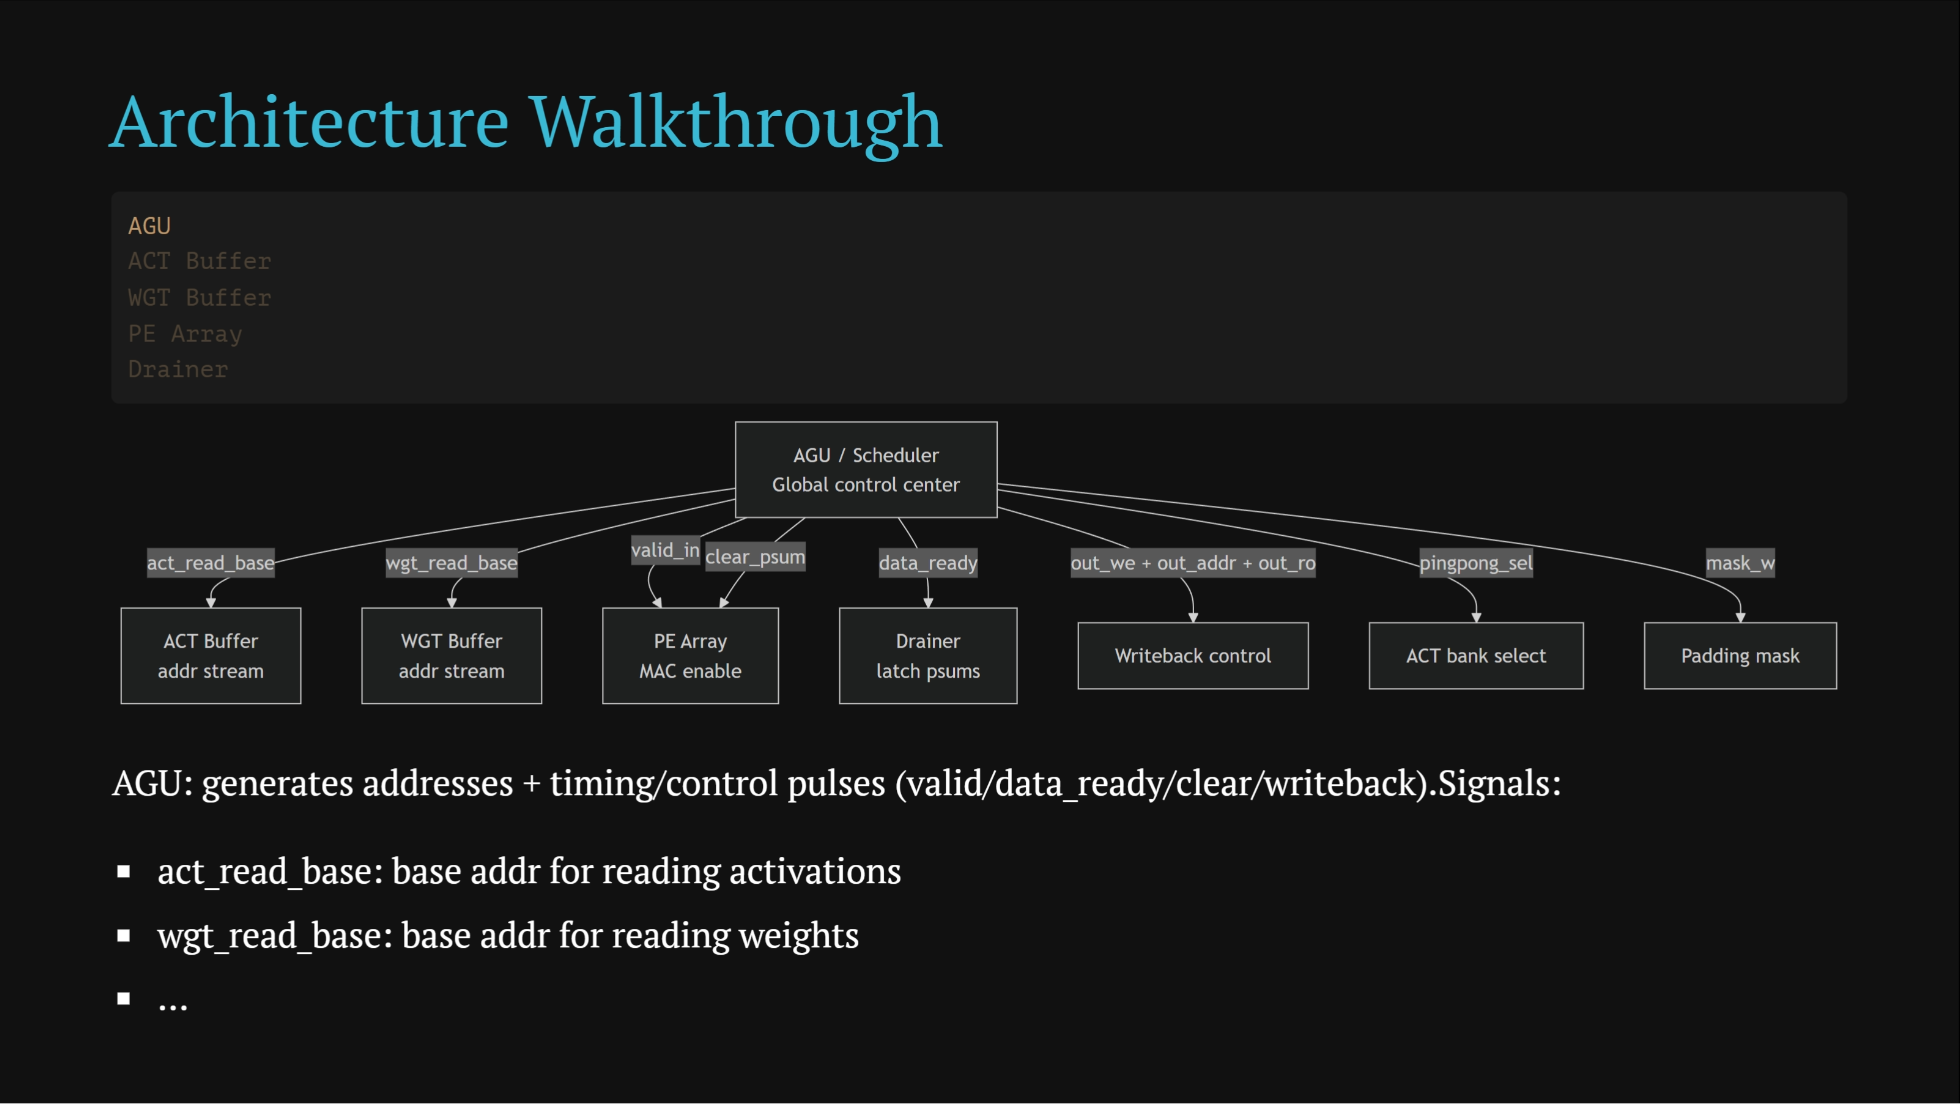 Architecture Walkthrough
AGU
ACT Buffer
WGT Buffer
PE Array
Drainer
AGU / Scheduler
Global control center
act_read_base
wgt_read_base
valid_in
clear_psum
data_ready
out_we + out_addr + out_ro
pingpong_sel
mask_w
ACT Buffer
addr stream
WGT Buffer
addr stream
PE Array
MAC enable
Drainer
latch psums
Writeback control
ACT bank select
Padding mask
AGU: generates addresses + timing/control pulses (valid/data_ready/clear/writeback).Signals:
▪ act_read_base: base addr for reading activations
▪ wgt_read_base: base addr for reading weights
▪ ...